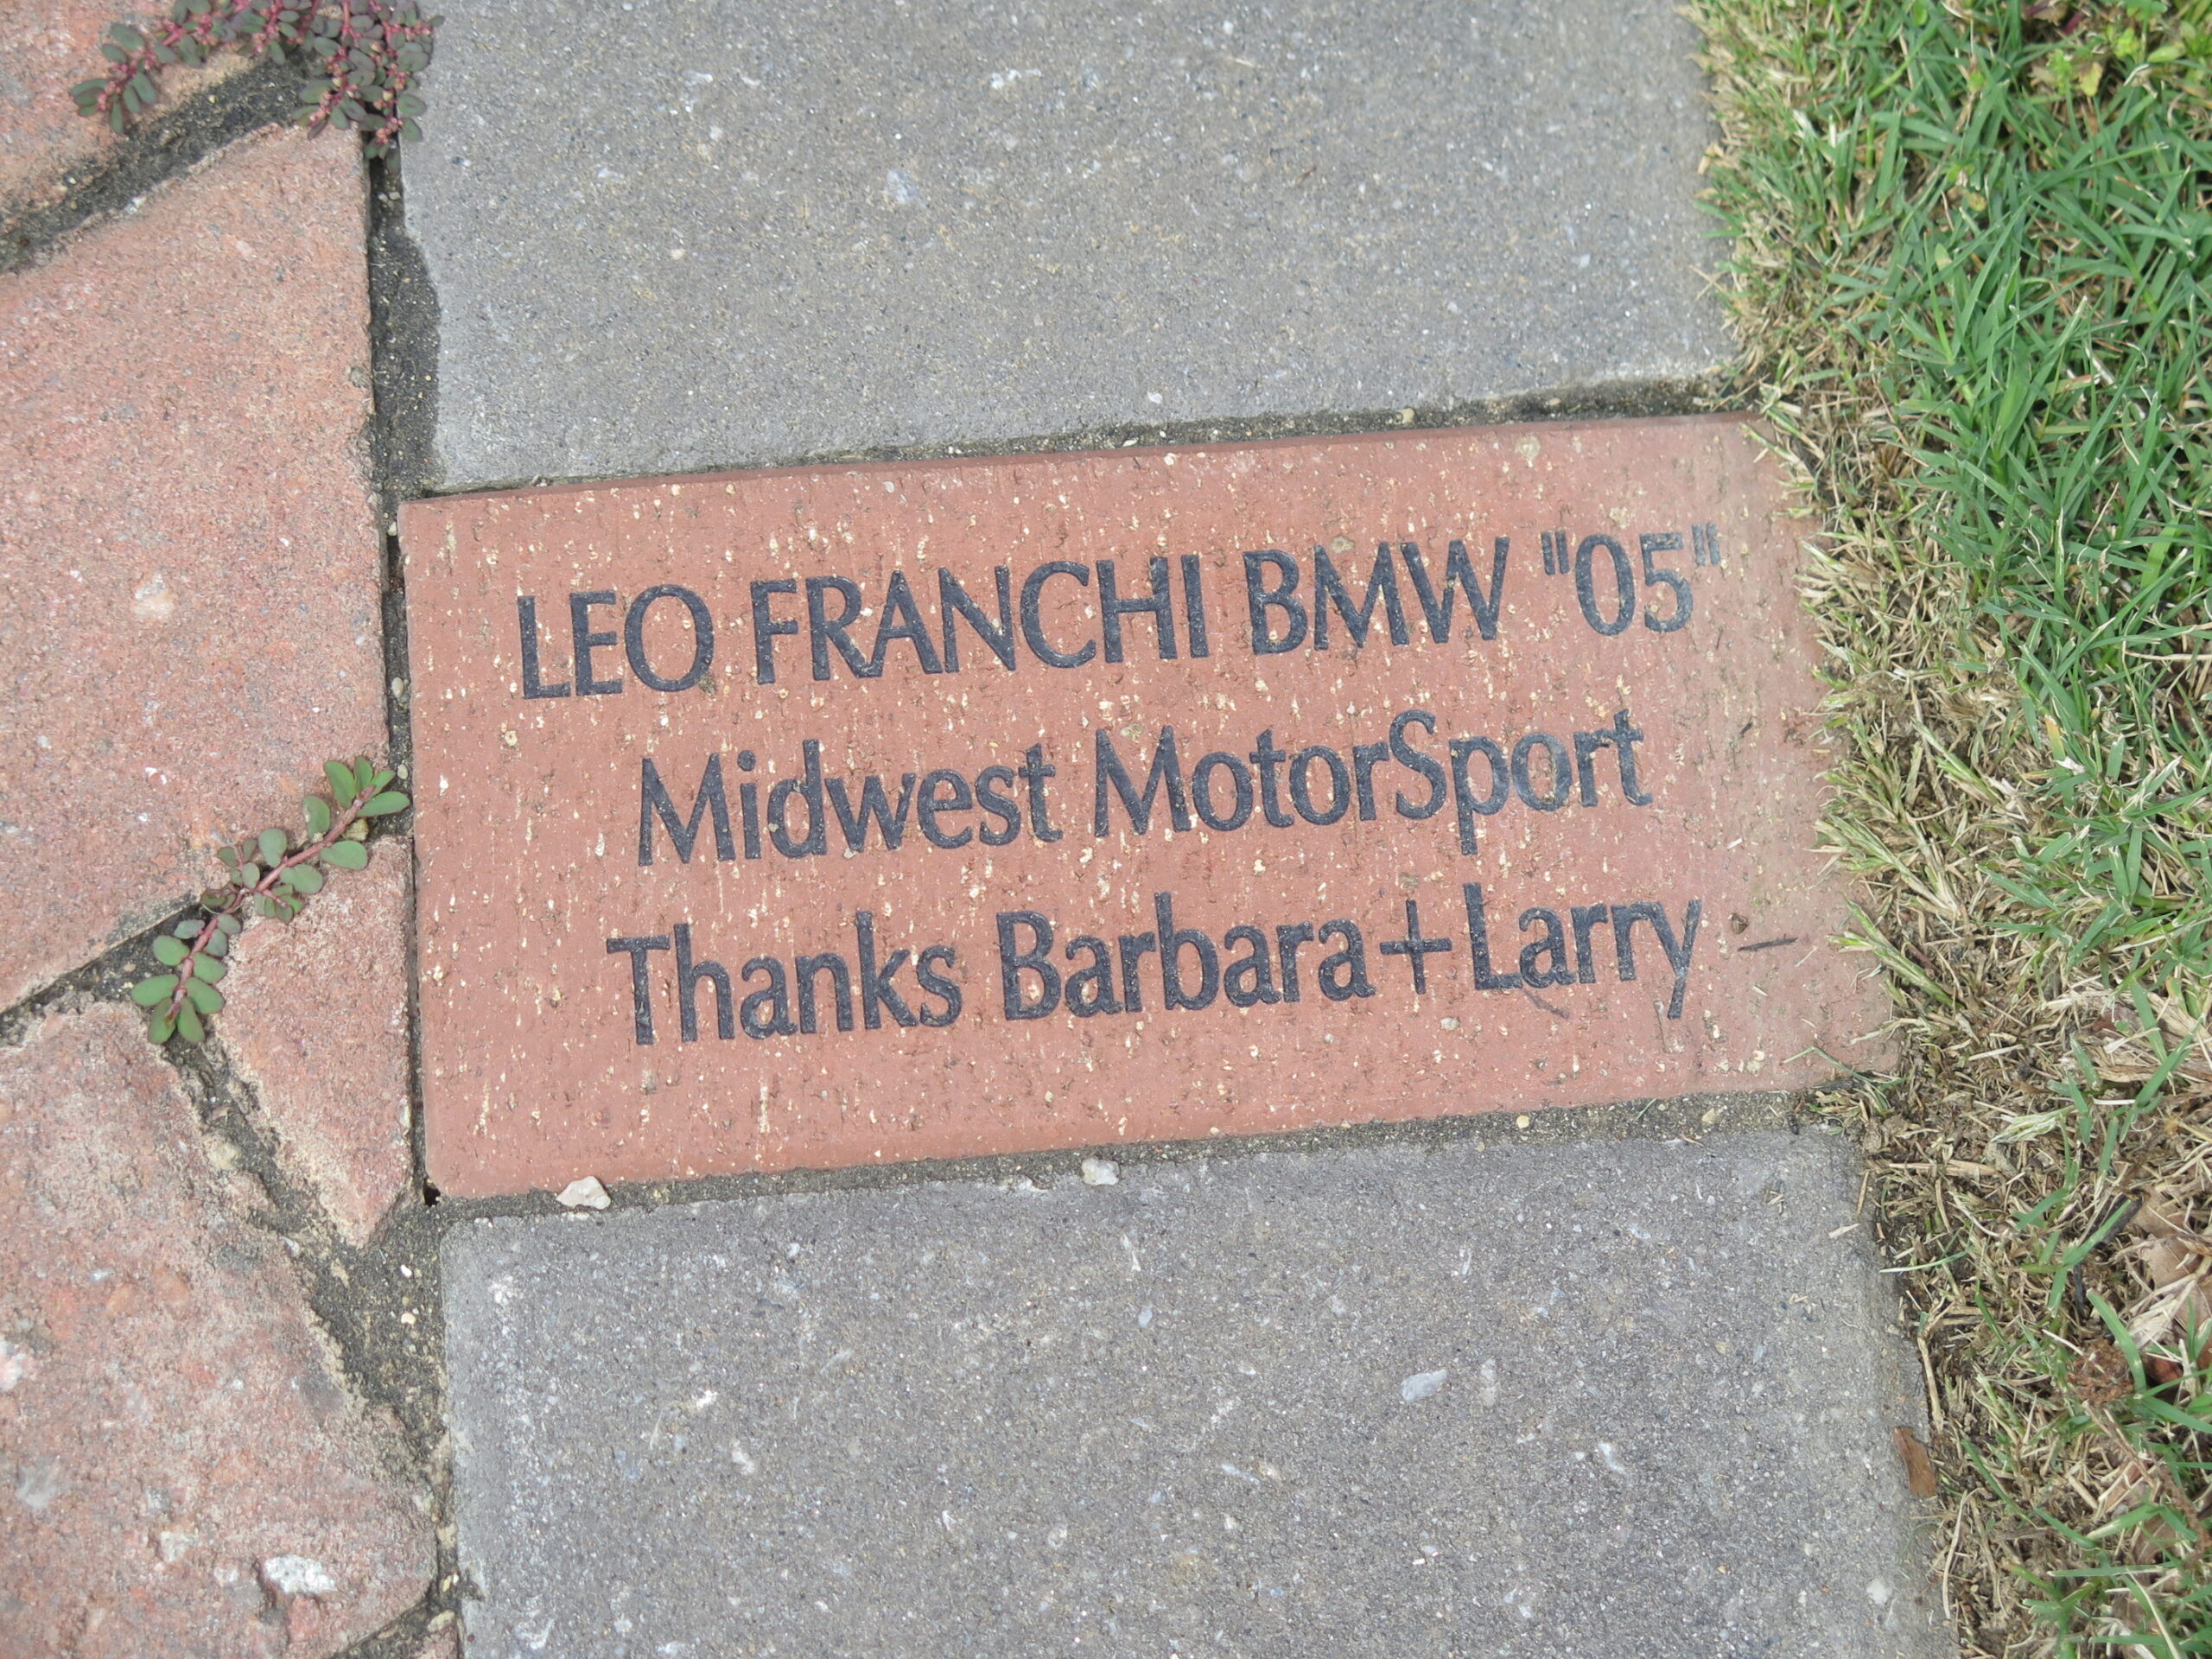 LEO FRANCHI BMW "05"
Midwest MotorSport
Thanks Barbara+Larry